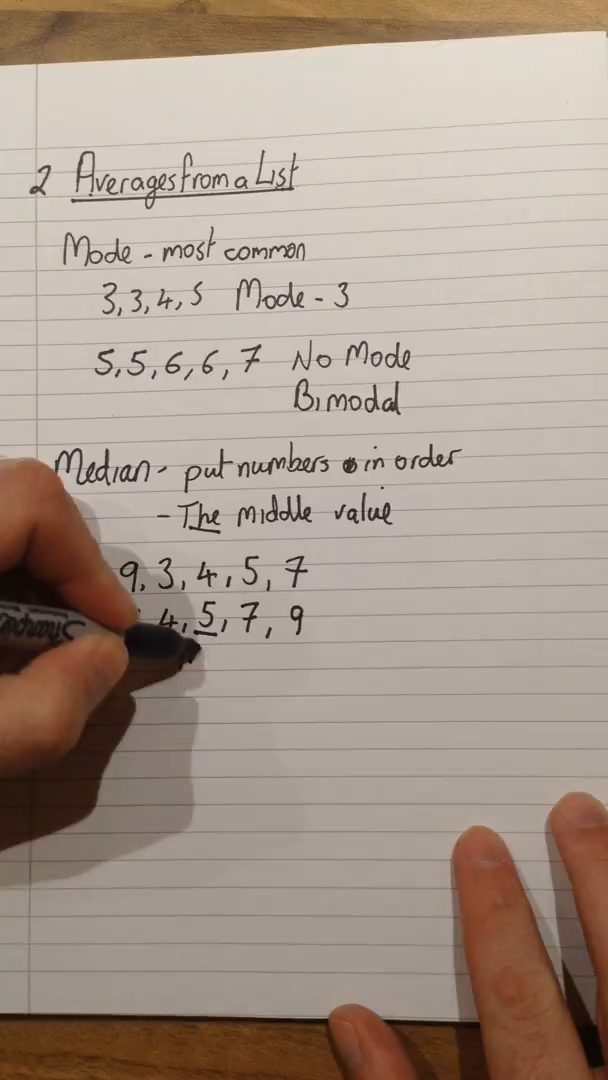 2 Averages from a List
Mode - most common
3, 3, 4, 5 Mode - 3
5, 5, 6, 6, 7 No Mode
Bimodal
Median - put numbers in order
- The middle value
9, 3, 4, 5, 7
4, 5, 7, 9
Sharpie